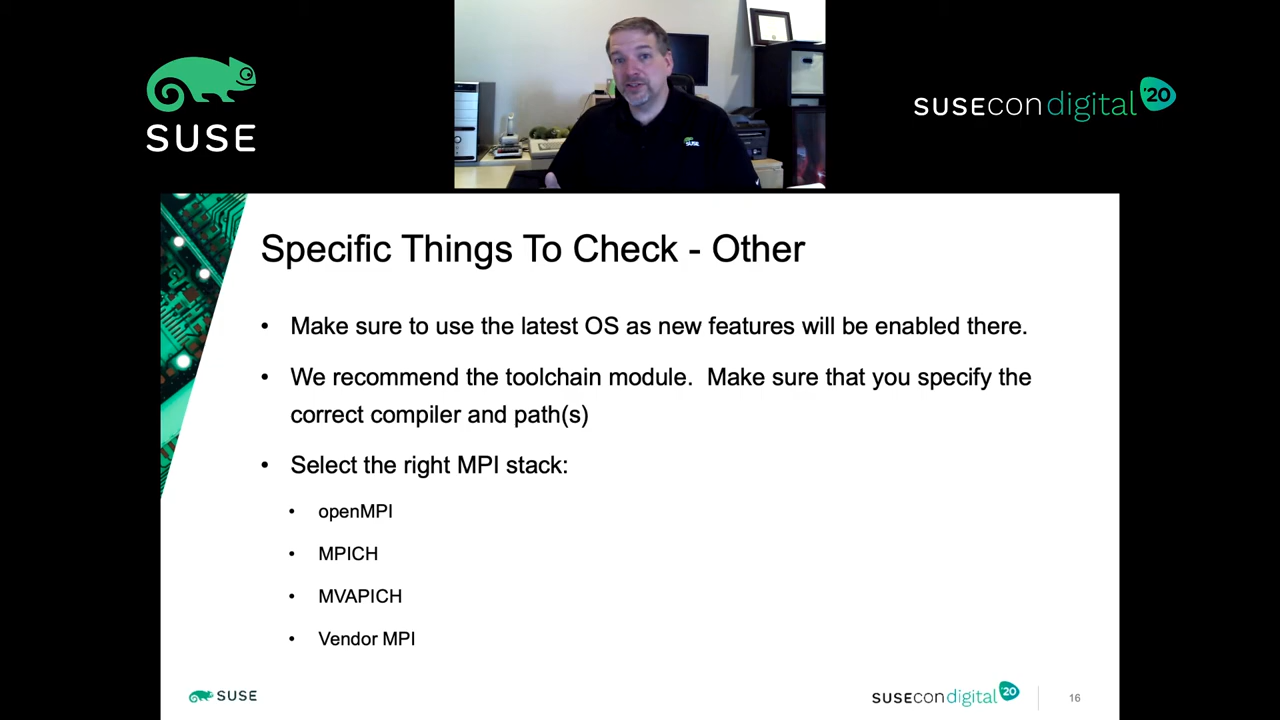 SUSE
SUSEcon digital '20
SUSE
Specific Things To Check - Other
• Make sure to use the latest OS as new features will be enabled there.
• We recommend the toolchain module. Make sure that you specify the
correct compiler and path(s)
• Select the right MPI stack:
• openMPI
• MPICH
• MVAPICH
• Vendor MPI
SUSE
SUSEcon digital '20
16